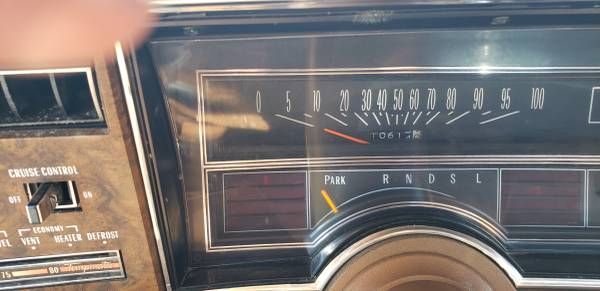 0 5 10 20 30 40 50 60 70 80 90 95 100
PARK R N D S L
CRUISE CONTROL
OFF ON
ECONOMY
VENT HEATER DEFROST
75 80 Tempmatic